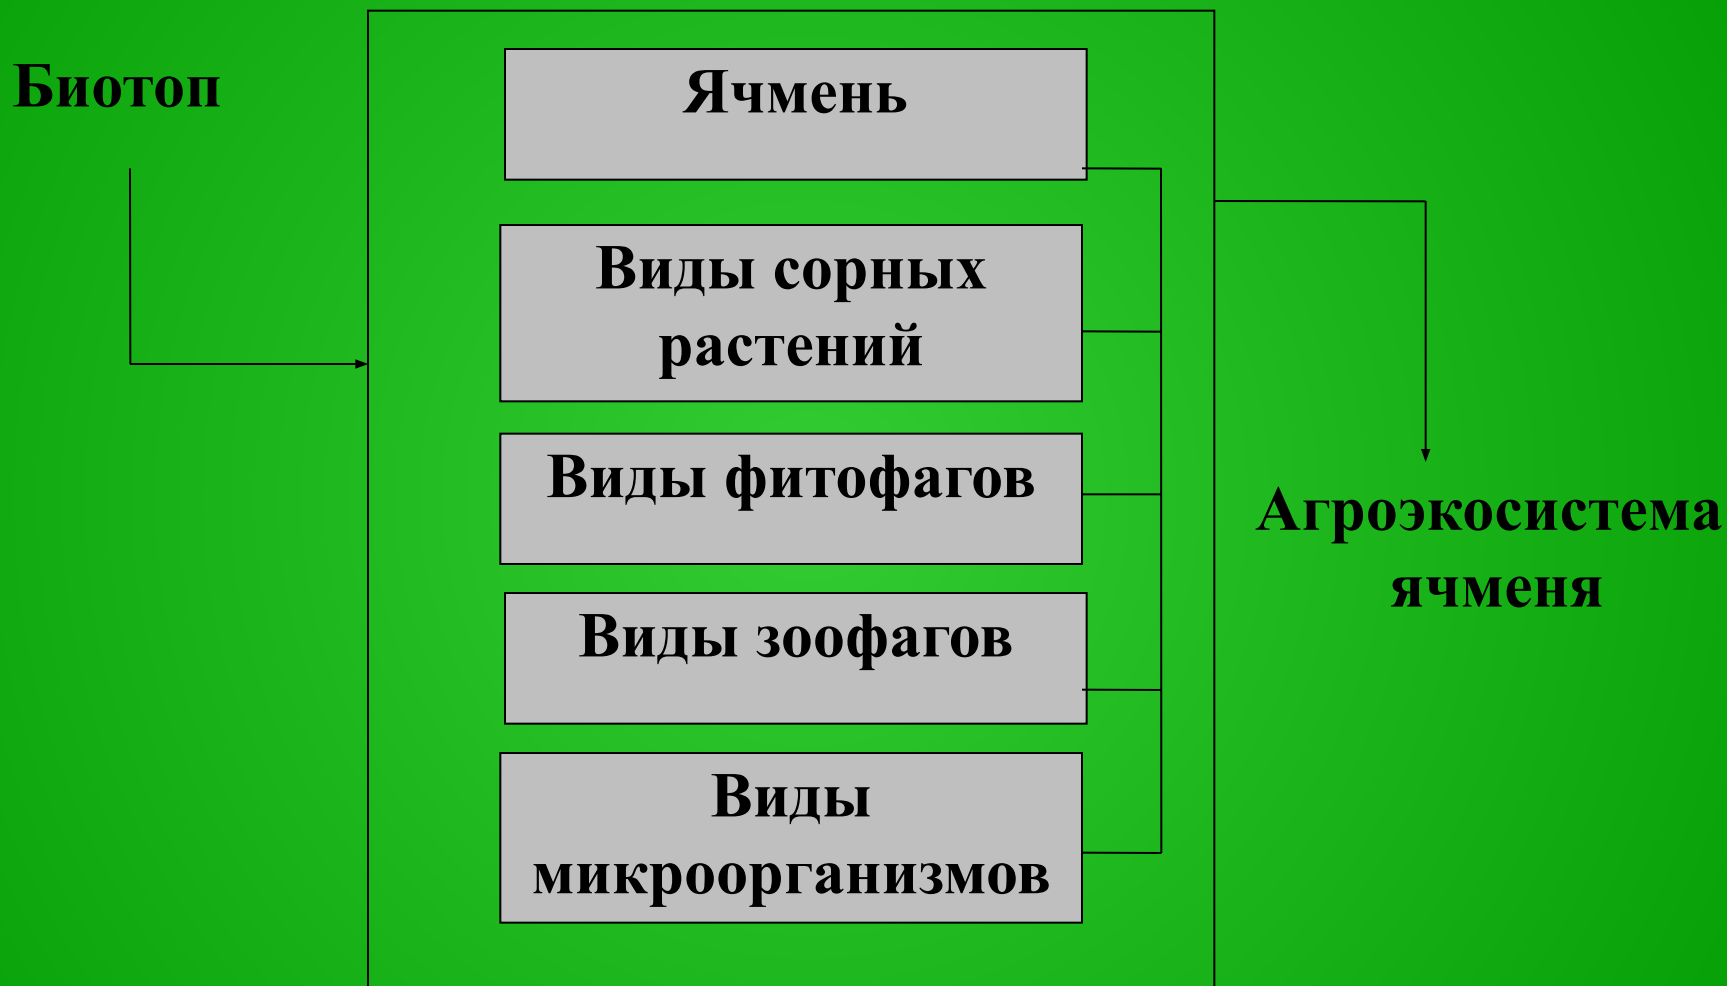 Биотоп
Ячмень
Виды сорных
растений
Виды фитофагов
Виды зоофагов
Виды
микроорганизмов
Агроэкосистема
ячменя